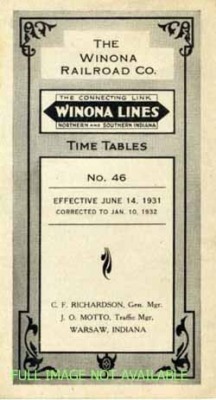 THE
WINONA
RAILROAD CO.
THE CONNECTING LINK
WINONA LINES
NORTHERN AND SOUTHERN INDIANA
TIME TABLES
No. 46
EFFECTIVE JUNE 14, 1931
CORRECTED TO JAN. 10, 1932
C. F. RICHARDSON, Gen. Mgr.
J. O. MOTTO, Traffic Mgr.
WARSAW, INDIANA
FULL IMAGE NOT AVAILABLE